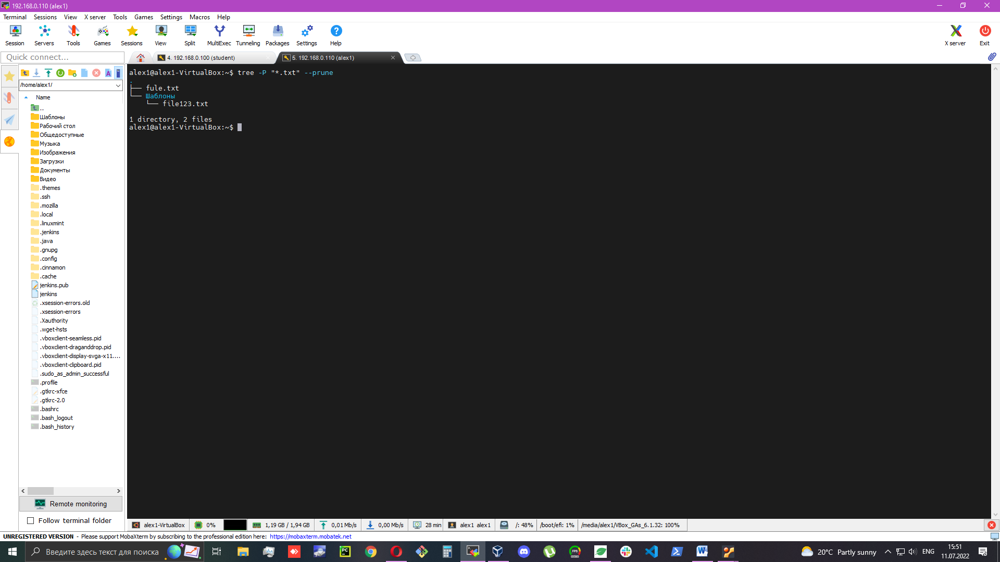 192.168.0.110 (alex1)
Terminal Sessions View X server Tools Games Settings Macros Help
Session Servers Tools Games Sessions View Split MultiExec Tunneling Packages Settings Help X server Exit
Quick connect...
4. 192.168.0.100 (student)
5. 192.168.0.110 (alex1)
/home/alex1/
Name
..
Шаблоны
Рабочий стол
Общедоступные
Музыка
Изображения
Загрузки
Документы
Видео
.themes
.ssh
.mozilla
.local
.linuxmint
.jenkins
.java
.gnupg
.config
.cinnamon
.cache
jenkins.pub
jenkins
.xsession-errors.old
.xsession-errors
.Xauthority
.wget-hsts
.vboxclient-seamless.pid
.vboxclient-draganddrop.pid
.vboxclient-display-svga-x11....
.vboxclient-clipboard.pid
.sudo_as_admin_successful
.profile
.gtkrc-xfce
.gtkrc-2.0
.bashrc
.bash_logout
.bash_history
Remote monitoring
Follow terminal folder
alex1@alex1-VirtualBox:~$ tree -P "*.txt" --prune
.
├── fule.txt
└── Шаблоны
    └── file123.txt
1 directory, 2 files
alex1@alex1-VirtualBox:~$
alex1-VirtualBox 0% 1,19 GB / 1,94 GB 0,01 Mb/s 0,00 Mb/s 28 min alex1 alex1 /: 48% /boot/efi: 1% /media/alex1/VBox_GAs_6.1.32: 100%
UNREGISTERED VERSION - Please support MobaXterm by subscribing to the professional edition here: https://mobaxterm.mobatek.net
Введите здесь текст для поиска
20°C Partly sunny
ENG
15:51
11.07.2022